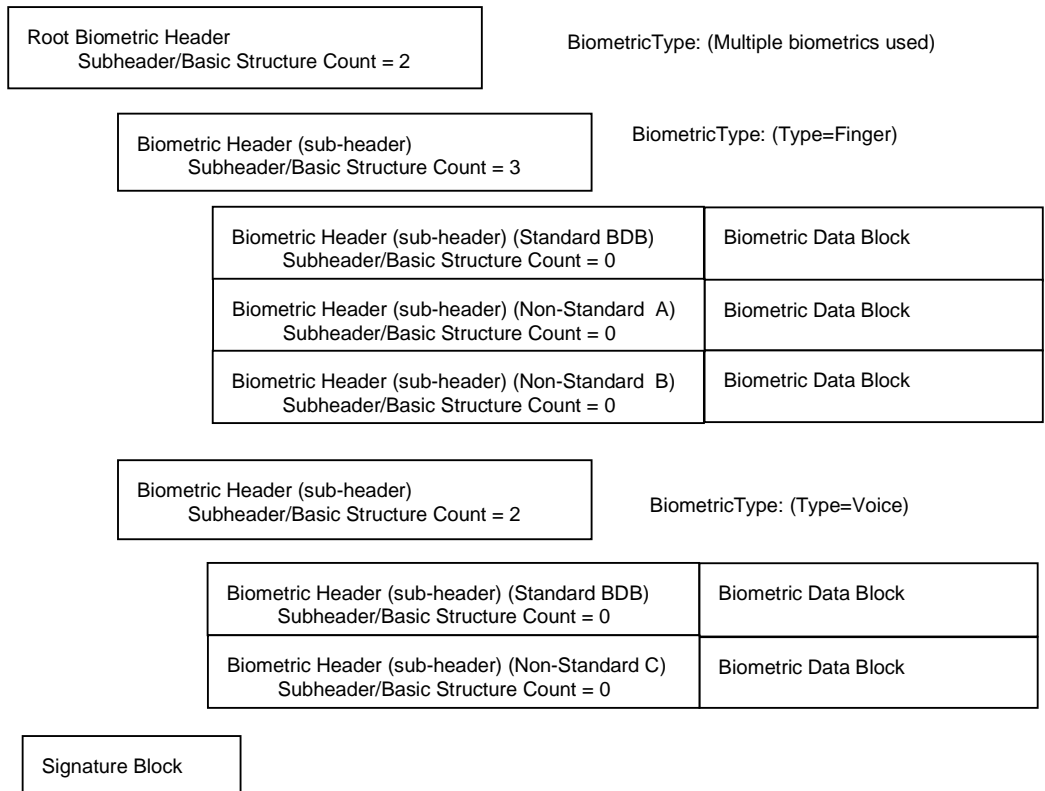 Root Biometric Header
Subheader/Basic Structure Count = 2
BiometricType: (Multiple biometrics used)
Biometric Header (sub-header)
Subheader/Basic Structure Count = 3
BiometricType: (Type=Finger)
Biometric Header (sub-header) (Standard BDB)
Subheader/Basic Structure Count = 0
Biometric Data Block
Biometric Header (sub-header) (Non-Standard A)
Subheader/Basic Structure Count = 0
Biometric Data Block
Biometric Header (sub-header) (Non-Standard B)
Subheader/Basic Structure Count = 0
Biometric Data Block
Biometric Header (sub-header)
Subheader/Basic Structure Count = 2
BiometricType: (Type=Voice)
Biometric Header (sub-header) (Standard BDB)
Subheader/Basic Structure Count = 0
Biometric Data Block
Biometric Header (sub-header) (Non-Standard C)
Subheader/Basic Structure Count = 0
Biometric Data Block
Signature Block